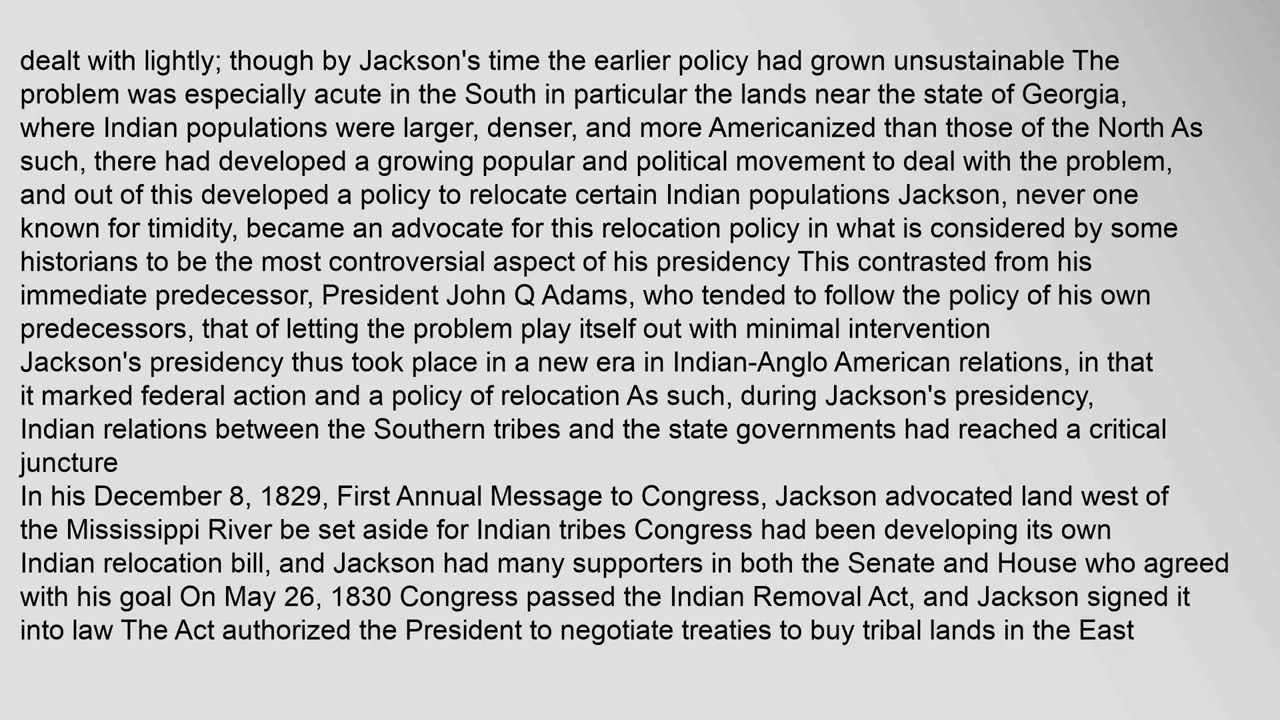 dealt with lightly; though by Jackson's time the earlier policy had grown unsustainable The
problem was especially acute in the South in particular the lands near the state of Georgia,
where Indian populations were larger, denser, and more Americanized than those of the North As
such, there had developed a growing popular and political movement to deal with the problem,
and out of this developed a policy to relocate certain Indian populations Jackson, never one
known for timidity, became an advocate for this relocation policy in what is considered by some
historians to be the most controversial aspect of his presidency This contrasted from his
immediate predecessor, President John Q Adams, who tended to follow the policy of his own
predecessors, that of letting the problem play itself out with minimal intervention
Jackson's presidency thus took place in a new era in Indian-Anglo American relations, in that
it marked federal action and a policy of relocation As such, during Jackson's presidency,
Indian relations between the Southern tribes and the state governments had reached a critical
juncture
In his December 8, 1829, First Annual Message to Congress, Jackson advocated land west of
the Mississippi River be set aside for Indian tribes Congress had been developing its own
Indian relocation bill, and Jackson had many supporters in both the Senate and House who agreed
with his goal On May 26, 1830 Congress passed the Indian Removal Act, and Jackson signed it
into law The Act authorized the President to negotiate treaties to buy tribal lands in the East